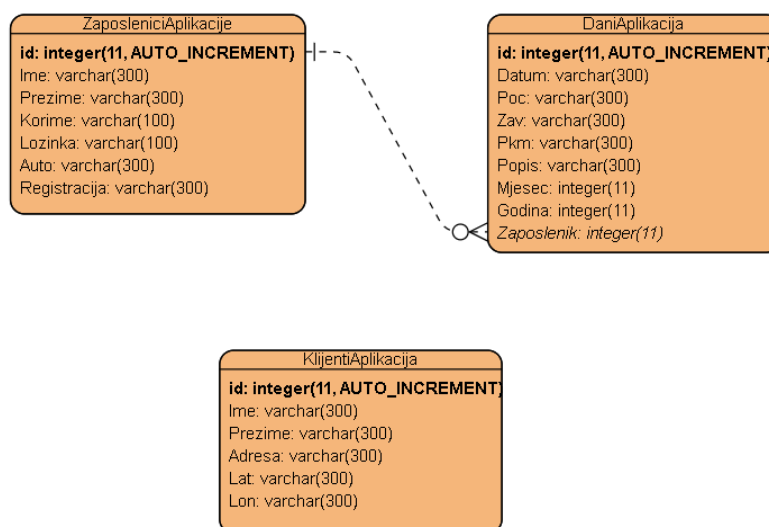 ZaposleniciAplikacije
id: integer(11, AUTO_INCREMENT)
Ime: varchar(300)
Prezime: varchar(300)
Korime: varchar(100)
Lozinka: varchar(100)
Auto: varchar(300)
Registracija: varchar(300)
DaniAplikacija
id: integer(11, AUTO_INCREMENT)
Datum: varchar(300)
Poc: varchar(300)
Zav: varchar(300)
Pkm: varchar(300)
Popis: varchar(300)
Mjesec: integer(11)
Godina: integer(11)
Zaposlenik: integer(11)
KlijentiAplikacija
id: integer(11, AUTO_INCREMENT)
Ime: varchar(300)
Prezime: varchar(300)
Adresa: varchar(300)
Lat: varchar(300)
Lon: varchar(300)